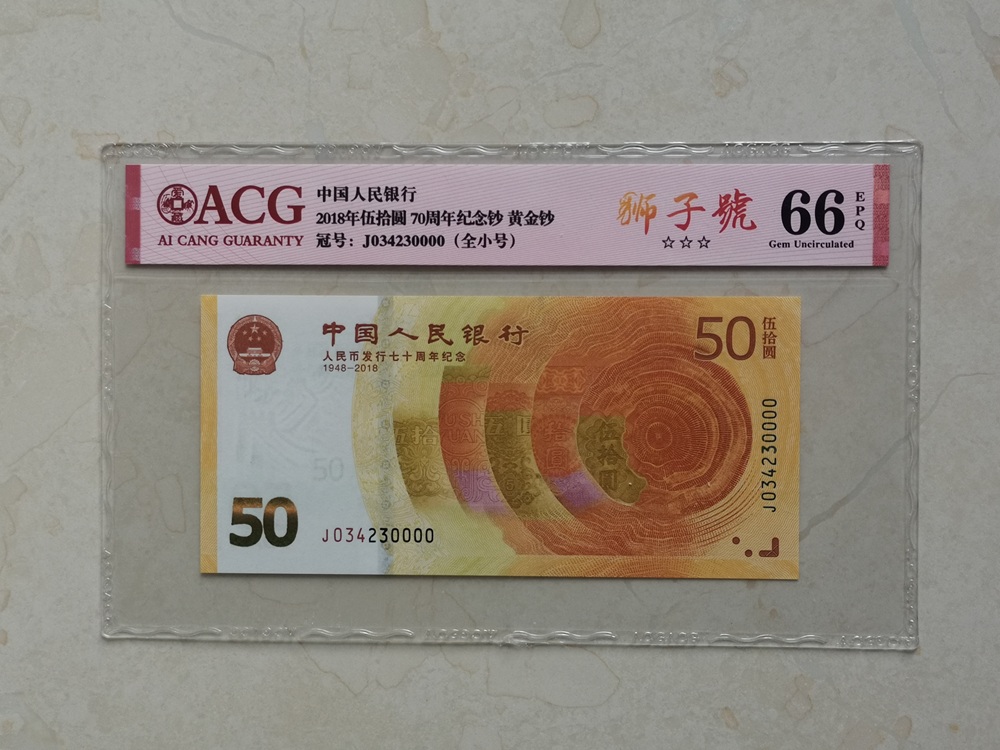 ACG
AI CANG GUARANTY
中国人民银行
2018年伍拾圆 70周年纪念钞 黄金钞
冠号：J034230000（全小号）
狮子號
☆☆☆
66
EPQ
Gem Uncirculated
中国人民银行
人民币发行七十周年纪念
1948-2018
50
伍拾圆
J034230000
50
伍拾圆
50
J034230000